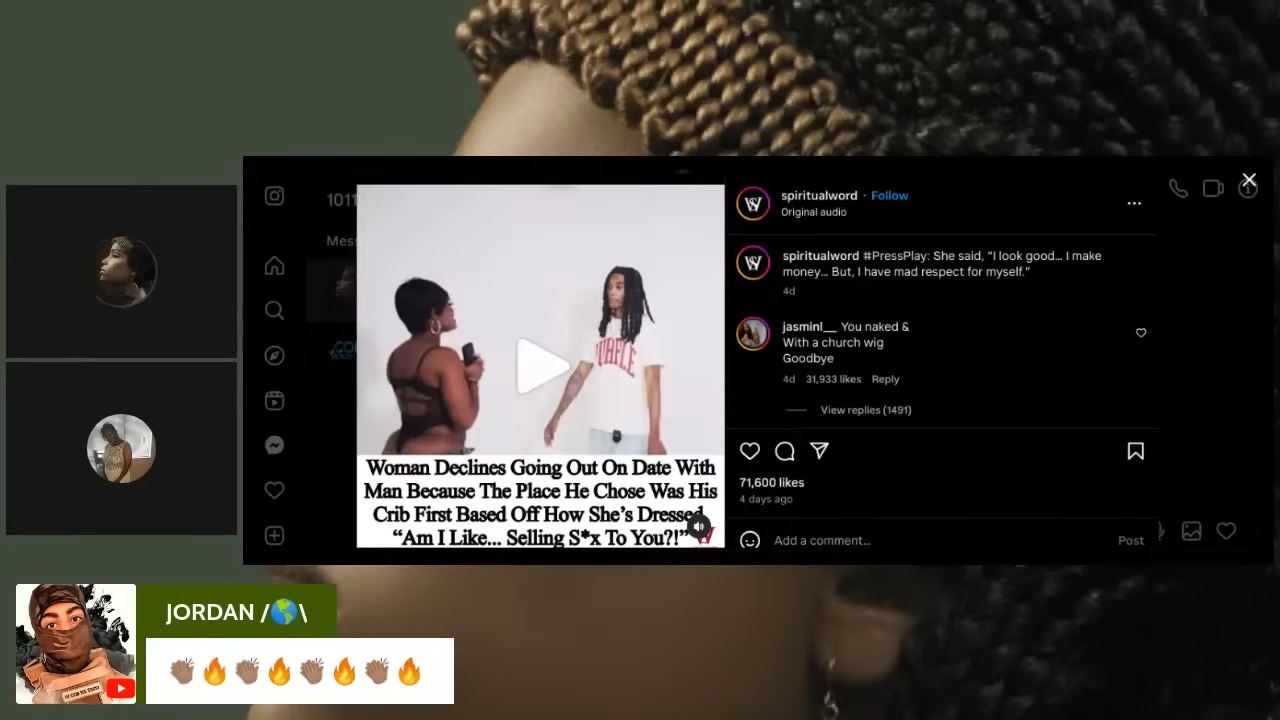 1011
Mess
spiritualword · Follow
Original audio
spiritualword #PressPlay: She said, “I look good... I make
money... But, I have mad respect for myself.”
4d
jasminl__ You naked &
With a church wig
Goodbye
4d 31,933 likes Reply
View replies (1491)
71,600 likes
4 days ago
Add a comment...
Post
PURPLE
Woman Declines Going Out On Date With
Man Because The Place He Chose Was His
Crib First Based Off How She’s Dressed
“Am I Like... Selling S*x To You?!”
JORDAN /🌎\
👏🏽🔥👏🏽🔥👏🏽🔥👏🏽🔥